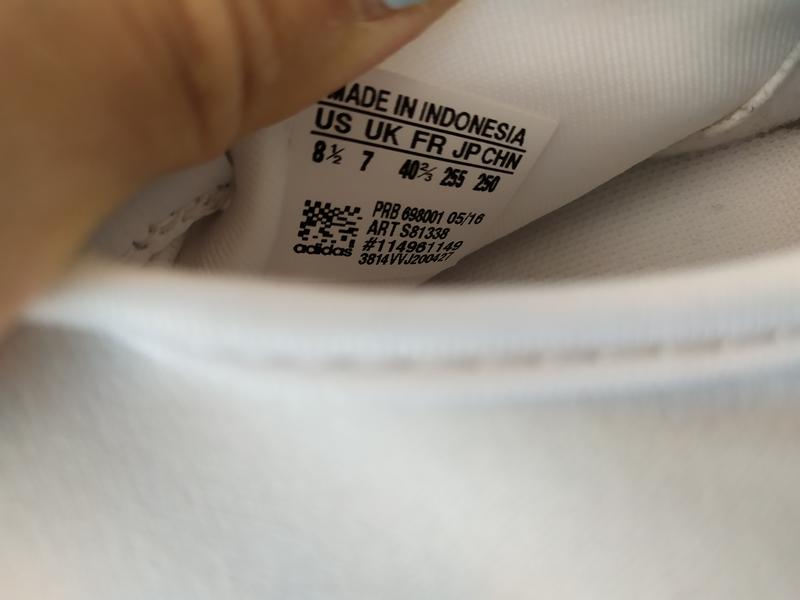 MADE IN INDONESIA
US UK FR JP CHN
8½ 7 40⅔ 255 250
PRB 698001 05/16
ART S81338
#114961149
3814VVJ200427
adidas